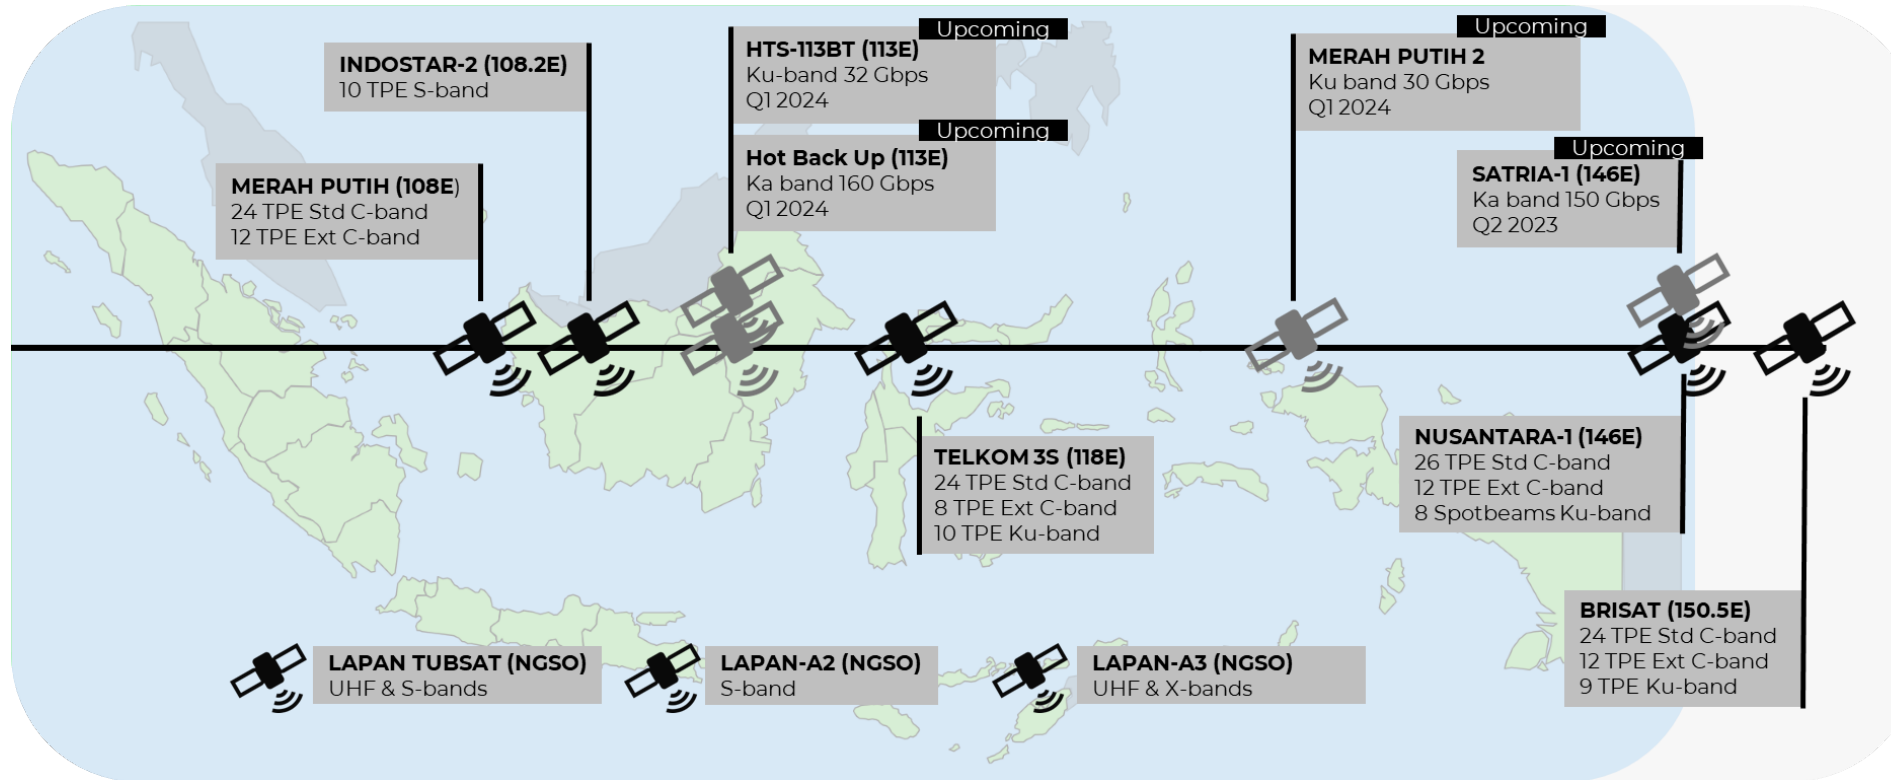 Upcoming
HTS-113BT (113E)
Ku-band 32 Gbps
Q1 2024
Upcoming
MERAH PUTIH 2
Ku band 30 Gbps
Q1 2024
INDOSTAR-2 (108.2E)
10 TPE S-band
Upcoming
Hot Back Up (113E)
Ka band 160 Gbps
Q1 2024
Upcoming
SATRIA-1 (146E)
Ka band 150 Gbps
Q2 2023
MERAH PUTIH (108E)
24 TPE Std C-band
12 TPE Ext C-band
TELKOM 3S (118E)
24 TPE Std C-band
8 TPE Ext C-band
10 TPE Ku-band
NUSANTARA-1 (146E)
26 TPE Std C-band
12 TPE Ext C-band
8 Spotbeams Ku-band
BRISAT (150.5E)
24 TPE Std C-band
12 TPE Ext C-band
9 TPE Ku-band
LAPAN TUBSAT (NGSO)
UHF & S-bands
LAPAN-A2 (NGSO)
S-band
LAPAN-A3 (NGSO)
UHF & X-bands